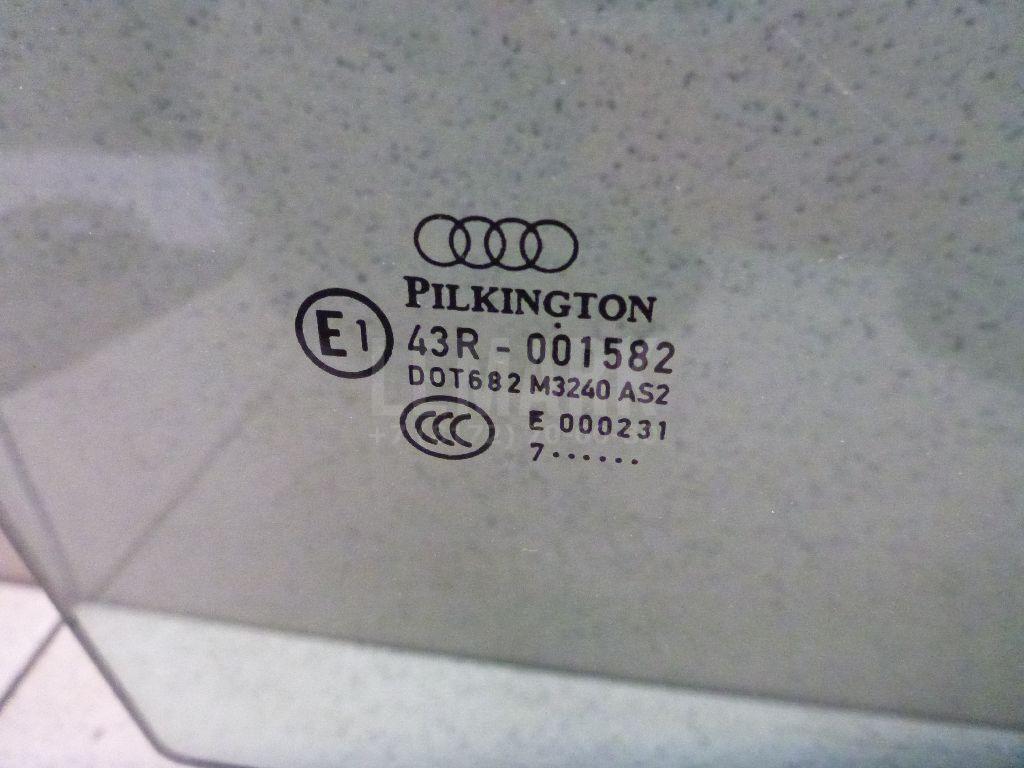 PILKINGTON
E1
43R - 001582
DOT682 M3240 AS2
CCC
E 000231
7......